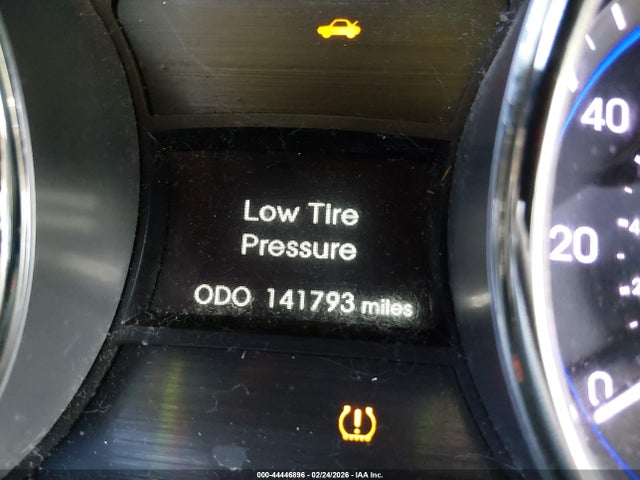 40
Low Tire
Pressure
20
ODO 141793 miles
0
000-44446896 - 02/24/2026 - IAA Inc.